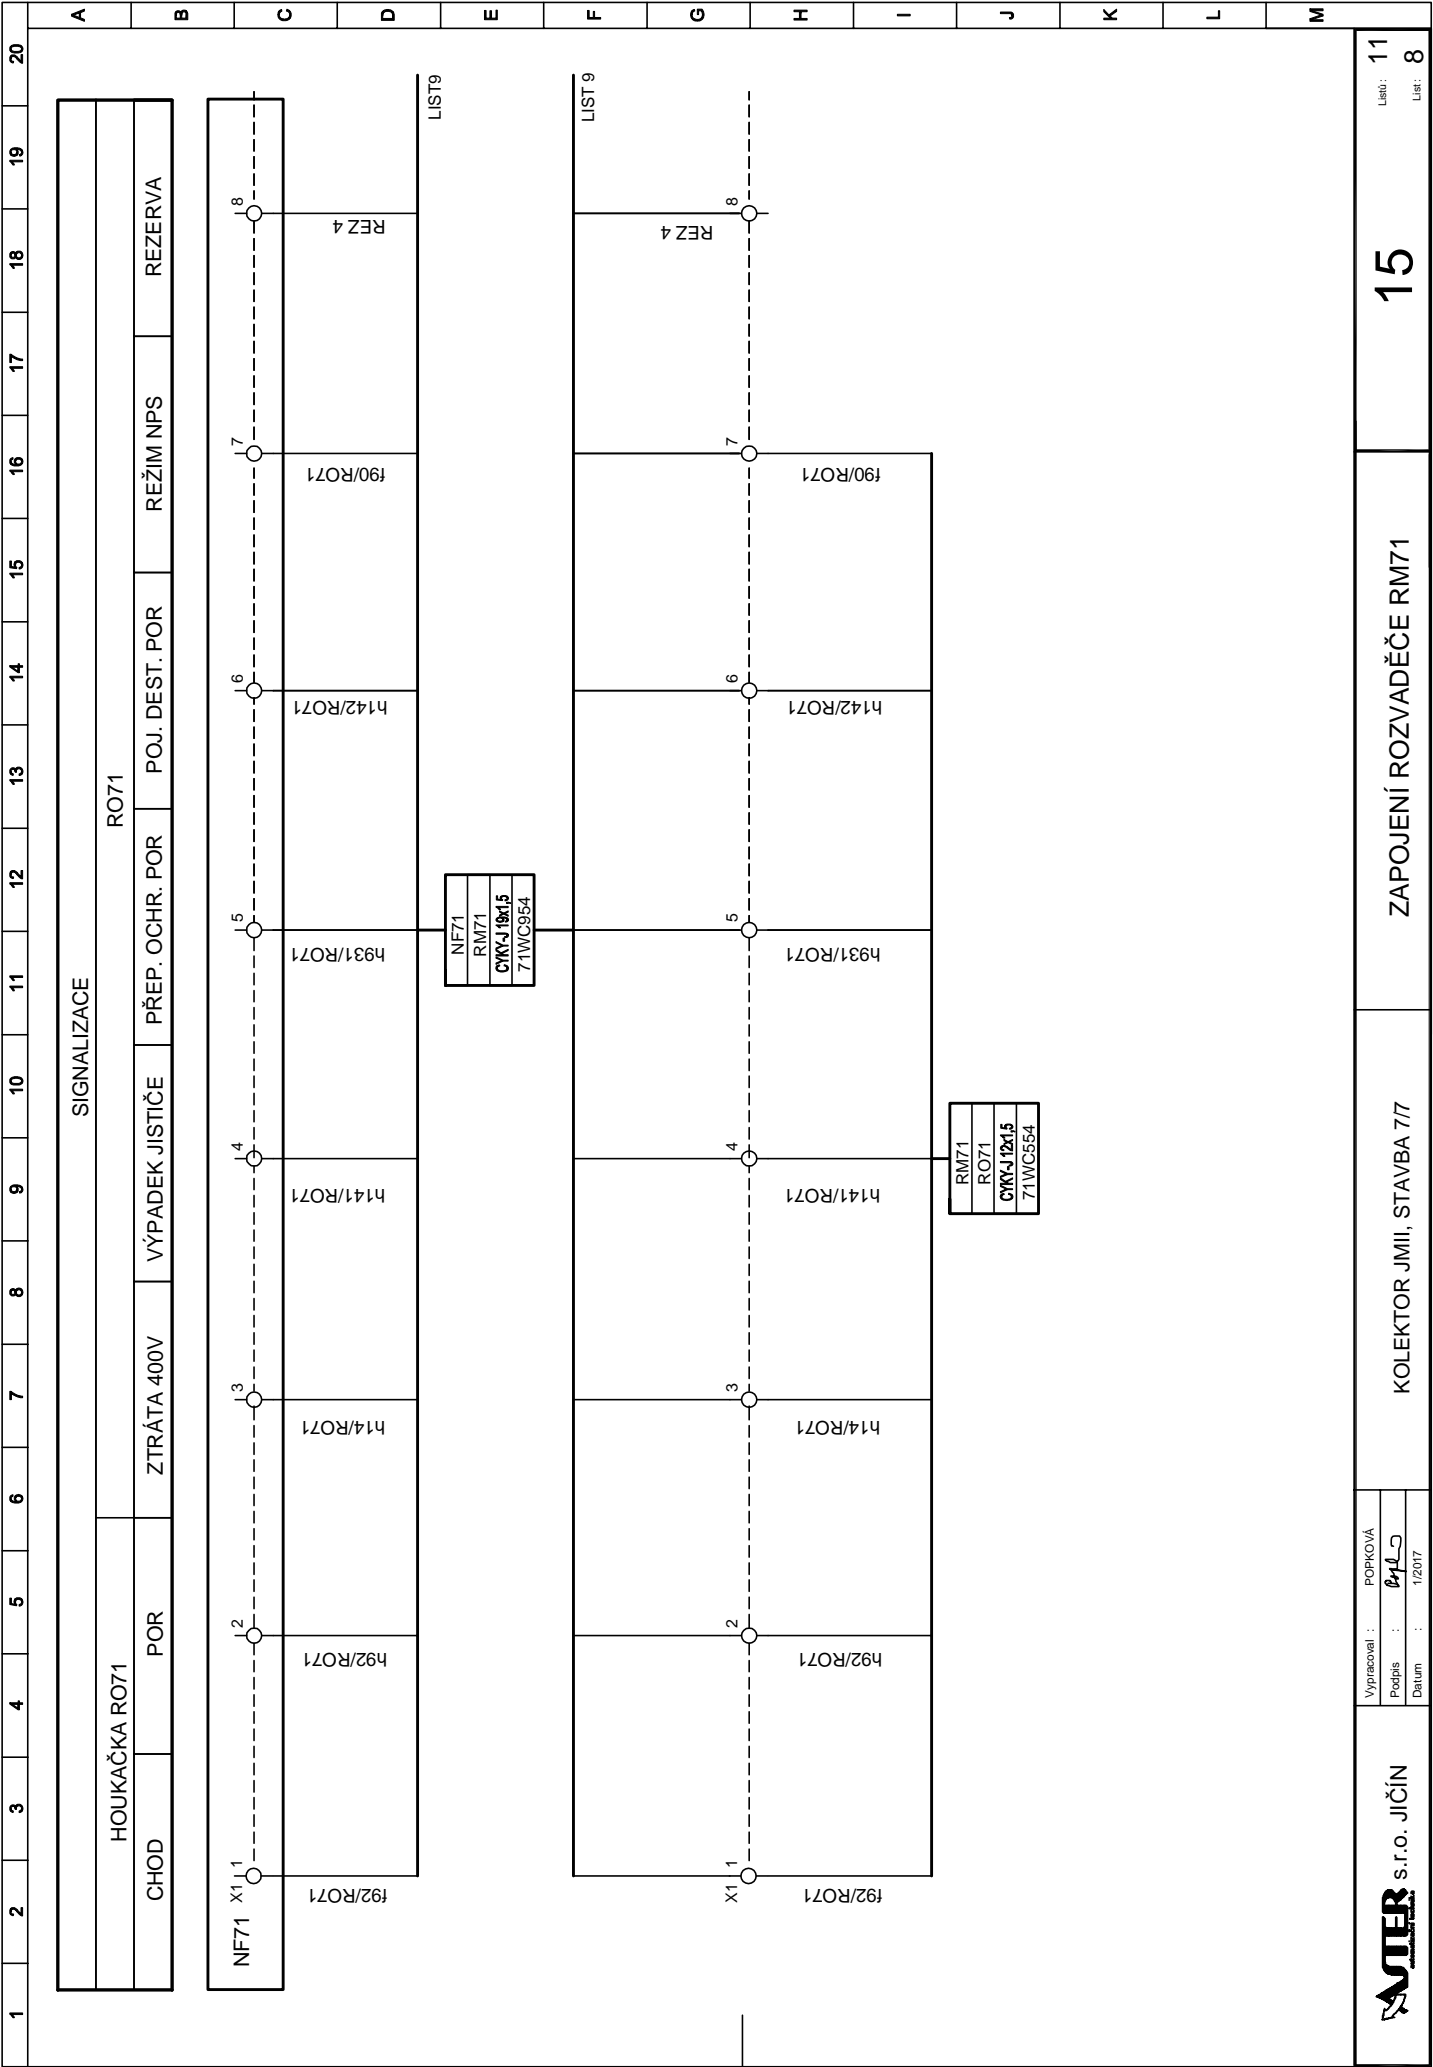 1 2 3 4 5 6 7 8 9 10 11 12 13 14 15 16 17 18 19 20
A
B
C
D
E
F
G
H
I
J
K
L
M
SIGNALIZACE
HOUKAČKA RO71 RO71
CHOD POR ZTRÁTA 400V VÝPADEK JISTIČE PŘEP. OCHR. POR POJ. DEST. POR REŽIM NPS REZERVA
NF71 X1 1 2 3 4 5 6 7 8
f92/RO71 h92/RO71 h14/RO71 h141/RO71 h931/RO71 h142/RO71 f90/RO71 REZ 4
LIST9
NF71
RM71
CYKY-J 19x1,5
71WC954
LIST 9
REZ 4
X1 1 2 3 4 5 6 7 8
f92/RO71 h92/RO71 h14/RO71 h141/RO71 h931/RO71 h142/RO71 f90/RO71
RM71
RO71
CYKY-J 12x1,5
71WC554
ASTER s.r.o. JIČÍN
automatizační technika
Vypracoval : POPKOVÁ
Podpis :
Datum : 1/2017
KOLEKTOR JMII, STAVBA 7/7
ZAPOJENÍ ROZVADĚČE RM71
15
Listů: 11
List: 8